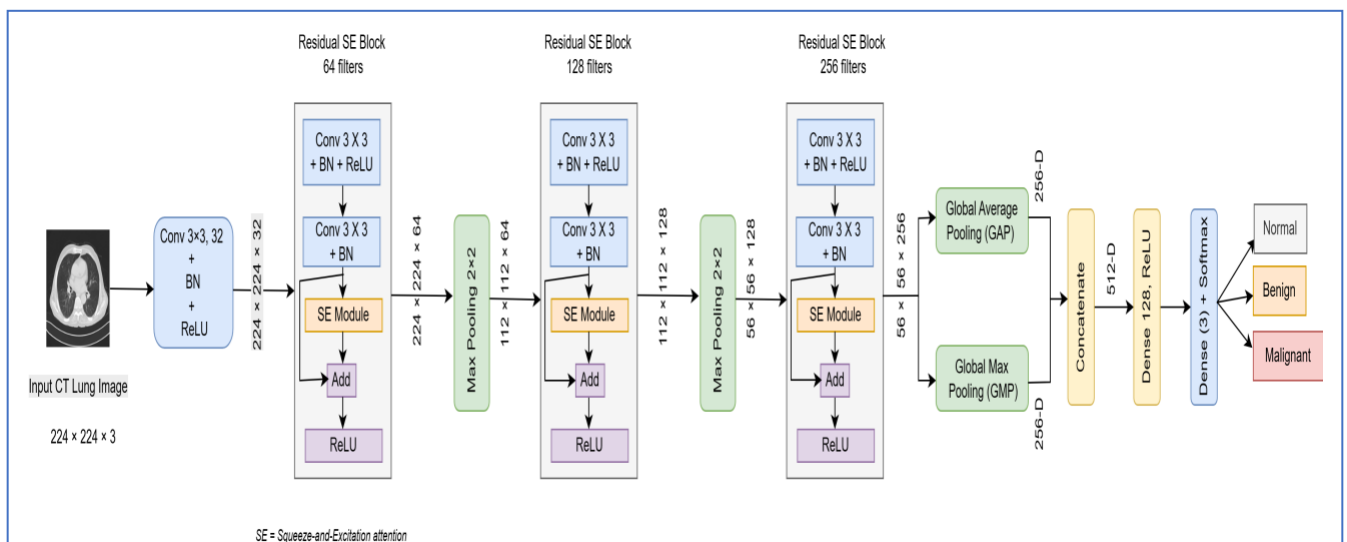 Residual SE Block
64 filters
Residual SE Block
128 filters
Residual SE Block
256 filters
Input CT Lung Image
224 × 224 × 3
Conv 3×3, 32
+
BN
+
ReLU
224 × 224 × 32
Conv 3 X 3
+ BN + ReLU
Conv 3 X 3
+ BN
SE Module
Add
ReLU
224 × 224 × 64
Max Pooling 2×2
112 × 112 × 64
Conv 3 X 3
+ BN + ReLU
Conv 3 X 3
+ BN
SE Module
Add
ReLU
112 × 112 × 128
Max Pooling 2×2
56 × 56 × 128
Conv 3 X 3
+ BN + ReLU
Conv 3 X 3
+ BN
SE Module
Add
ReLU
56 × 56 × 256
Global Average
Pooling (GAP)
256-D
Global Max
Pooling (GMP)
256-D
Concatenate
512-D
Dense 128, ReLU
Dense (3) + Softmax
Normal
Benign
Malignant
SE = Squeeze-and-Excitation attention